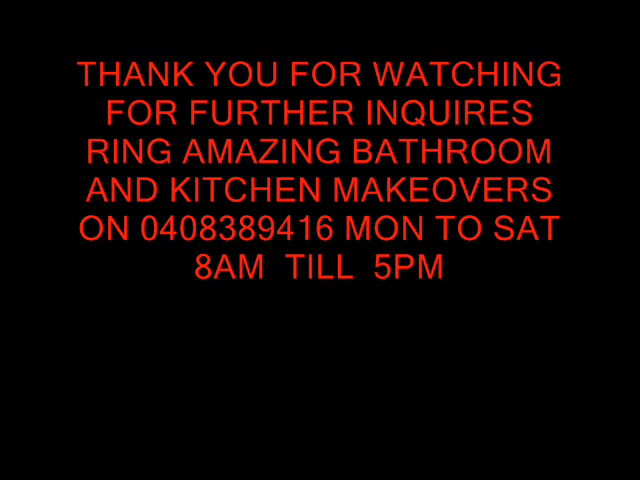 THANK YOU FOR WATCHING
FOR FURTHER INQUIRES
RING AMAZING BATHROOM
AND KITCHEN MAKEOVERS
ON 0408389416 MON TO SAT
8AM  TILL  5PM